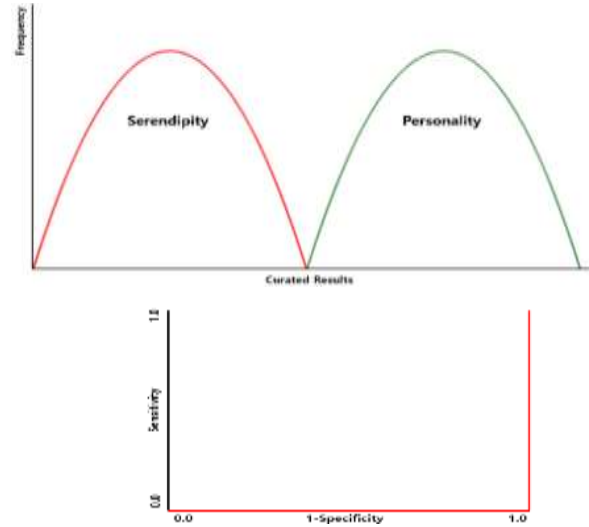 Frequency
Serendipity
Personality
Curated Results
1.0
Sensitivity
0.0
0.0
1-Specificity
1.0